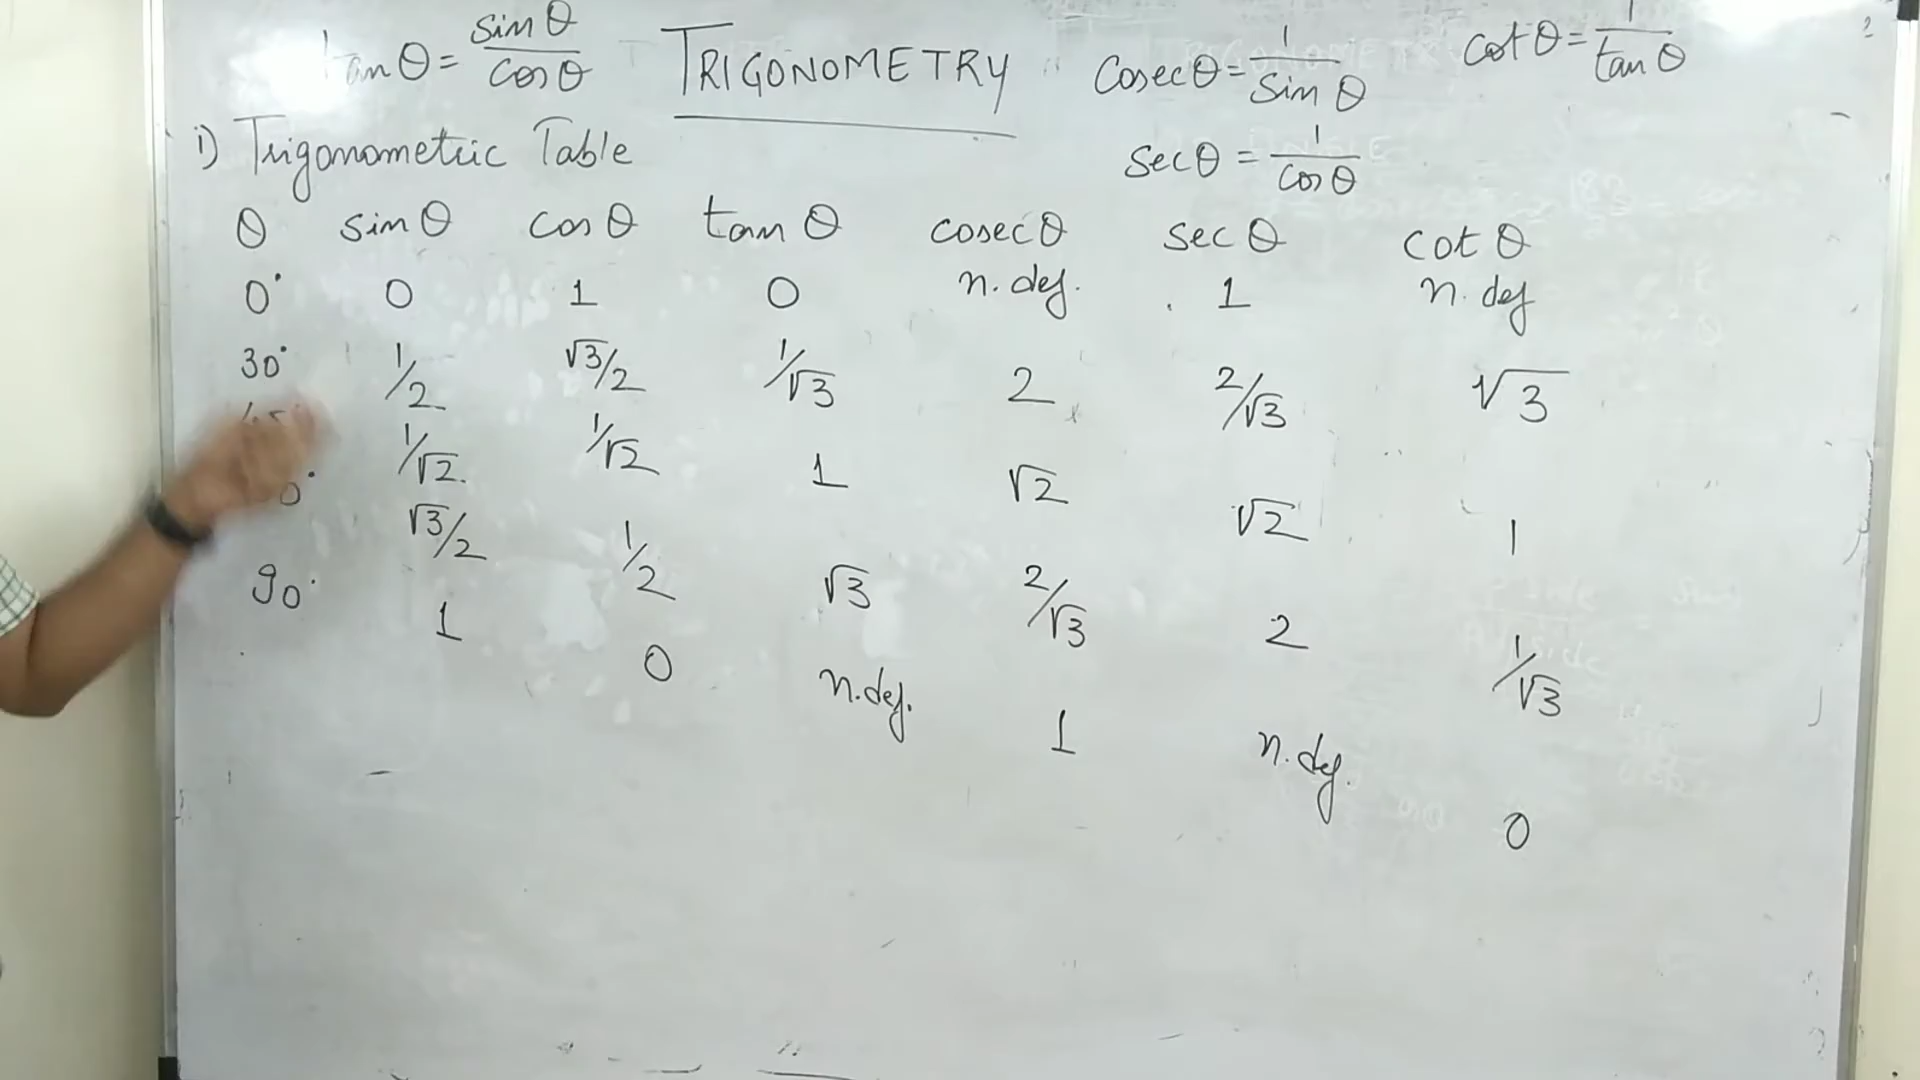 tan θ = sin θ / cos θ TRIGONOMETRY cosec θ = 1 / sin θ cot θ = 1 / tan θ
i) Trigonometric Table sec θ = 1 / cos θ
θ sin θ cos θ tan θ cosec θ sec θ cot θ
0° 0 1 0 n. def. 1 n. def
30° 1/2 √3/2 1/√3 2 2/√3 √3
1/√2 1/√2 1 √2 √2 1
√3/2 1/2 √3 2/√3 2 1/√3
90° 1 0 n. def. 1 n. def. 0